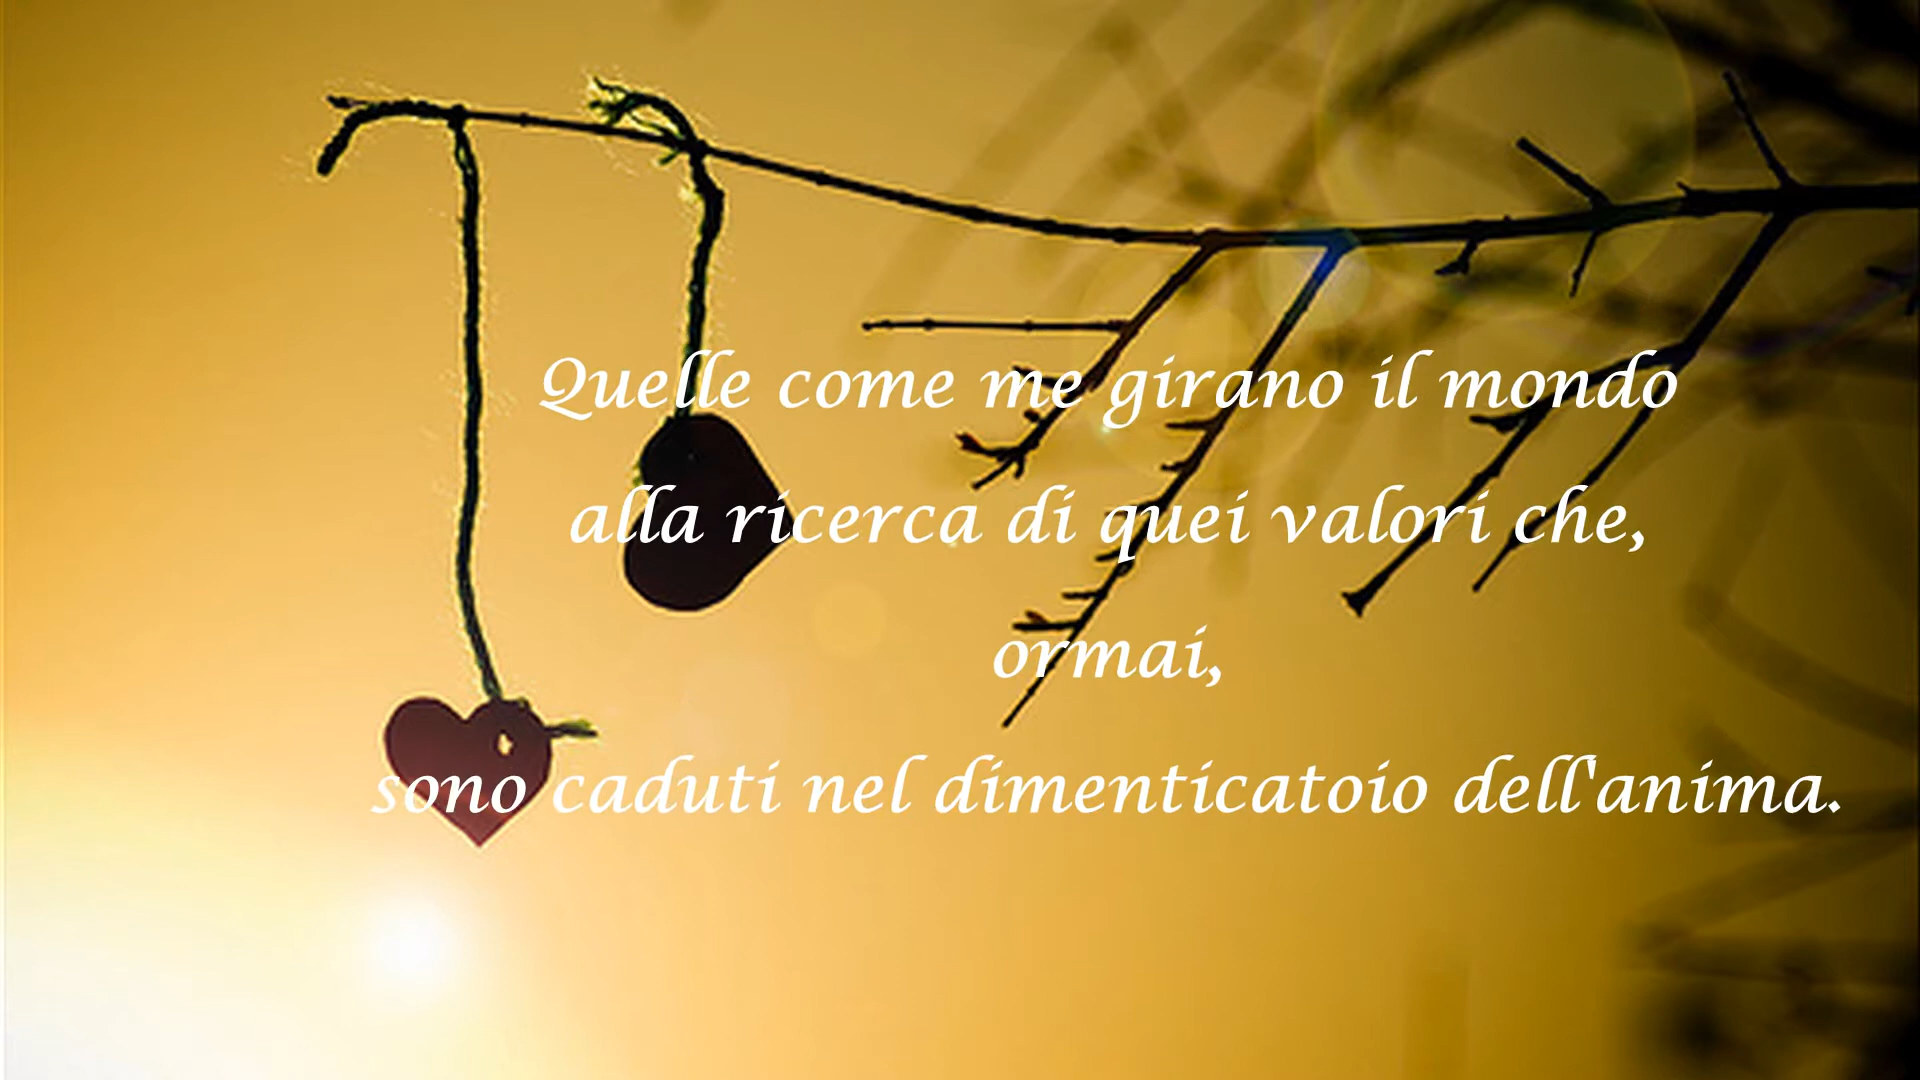 Quelle come me girano il mondo
alla ricerca di quei valori che,
ormai,
sono caduti nel dimenticatoio dell'anima.